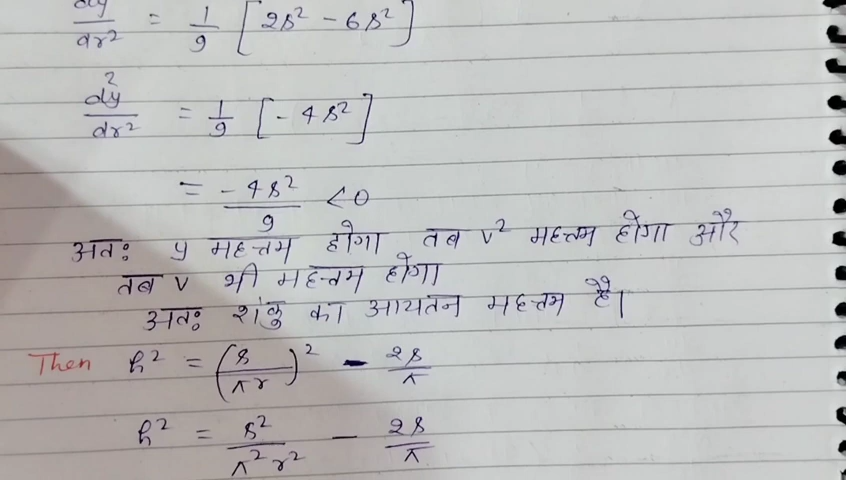 dy/dr² = 1/9 [2s² - 6s²]
d²y/dr² = 1/9 [- 4s²]
= -4s²/9 < 0
अतः y महत्तम होगा तब v² महत्तम होगा और
तब v भी महत्तम होगा
अतः शंकु का आयतन महत्तम है।
Then h² = (s/πr)² - 2s/π
h² = s²/π²r² - 2s/π